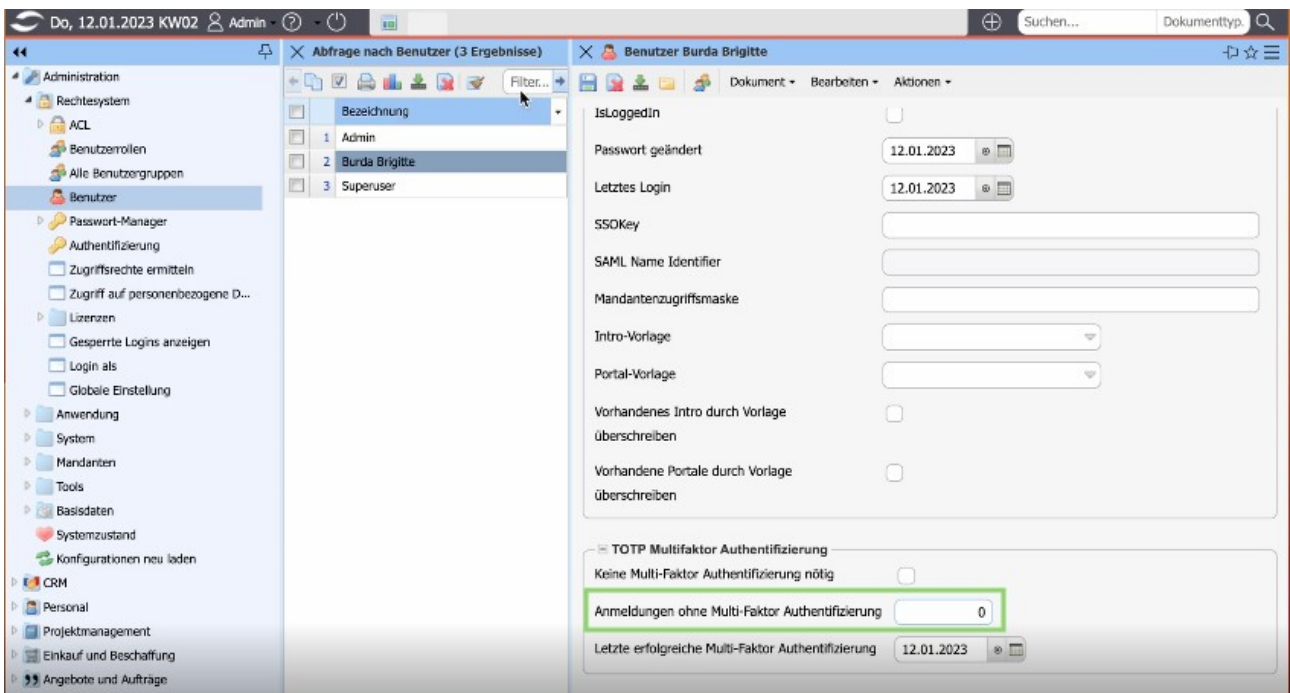 Do, 12.01.2023 KW02 Admin
Suchen... Dokumenttyp.
Administration
Rechtesystem
ACL
Benutzerrollen
Alle Benutzergruppen
Benutzer
Passwort-Manager
Authentifizierung
Zugriffsrechte ermitteln
Zugriff auf personenbezogene D...
Lizenzen
Gesperrte Logins anzeigen
Login als
Globale Einstellung
Anwendung
System
Mandanten
Tools
Basisdaten
Systemzustand
Konfigurationen neu laden
CRM
Personal
Projektmanagement
Einkauf und Beschaffung
Angebote und Aufträge
Abfrage nach Benutzer (3 Ergebnisse)
Filter...
Bezeichnung
1 Admin
2 Burda Brigitte
3 Superuser
Benutzer Burda Brigitte
Dokument Bearbeiten Aktionen
IsLoggedIn
Passwort geändert 12.01.2023
Letztes Login 12.01.2023
SSOKey
SAML Name Identifier
Mandantenzugriffsmaske
Intro-Vorlage
Portal-Vorlage
Vorhandenes Intro durch Vorlage
überschreiben
Vorhandene Portale durch Vorlage
überschreiben
TOTP Multifaktor Authentifizierung
Keine Multi-Faktor Authentifizierung nötig
Anmeldungen ohne Multi-Faktor Authentifizierung 0
Letzte erfolgreiche Multi-Faktor Authentifizierung 12.01.2023